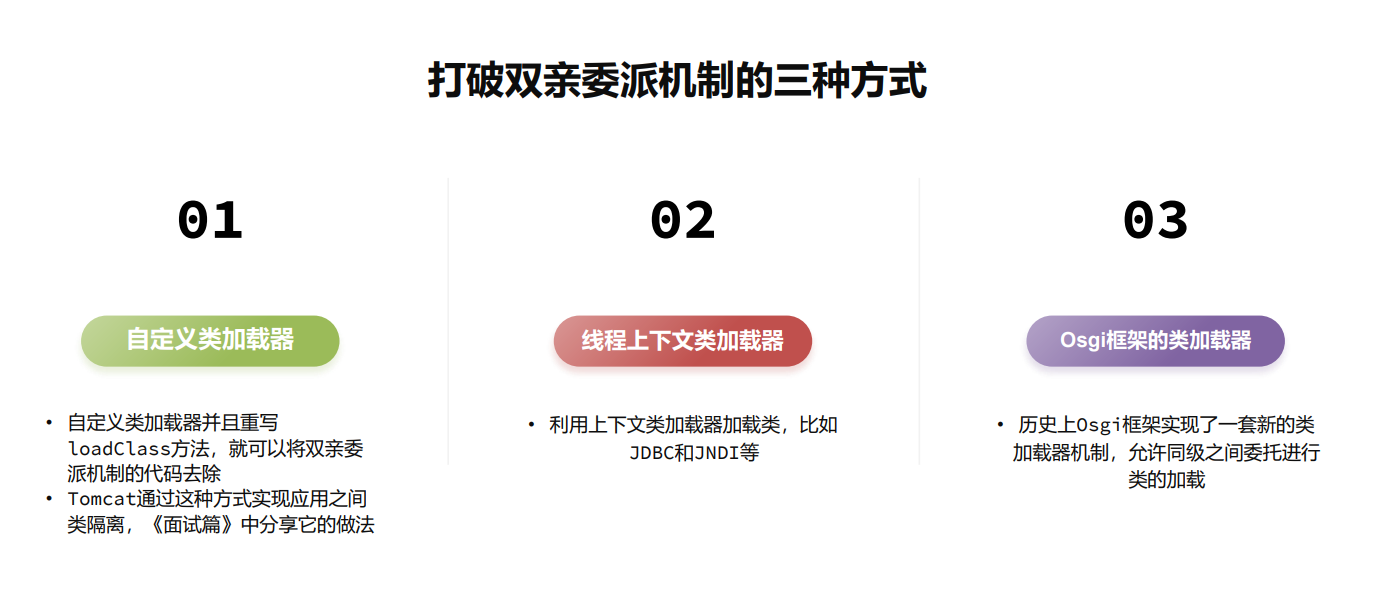 打破双亲委派机制的三种方式
01
自定义类加载器
• 自定义类加载器并且重写
loadClass方法，就可以将双亲委
派机制的代码去除
• Tomcat通过这种方式实现应用之间
类隔离，《面试篇》中分享它的做法
02
线程上下文类加载器
• 利用上下文类加载器加载类，比如
JDBC和JNDI等
03
Osgi框架的类加载器
• 历史上Osgi框架实现了一套新的类
加载器机制，允许同级之间委托进行
类的加载